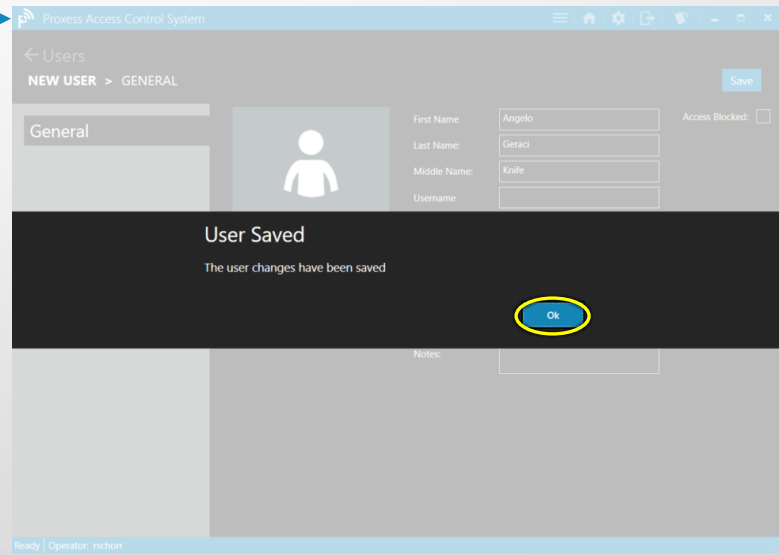 Proxess Access Control System
Users
NEW USER > GENERAL
Save
General
First Name
Angelo
Access Blocked:
Last Name:
Geraci
Middle Name:
Knife
Username
User Saved
The user changes have been saved
Ok
Notes:
Ready | Operator: rschorr